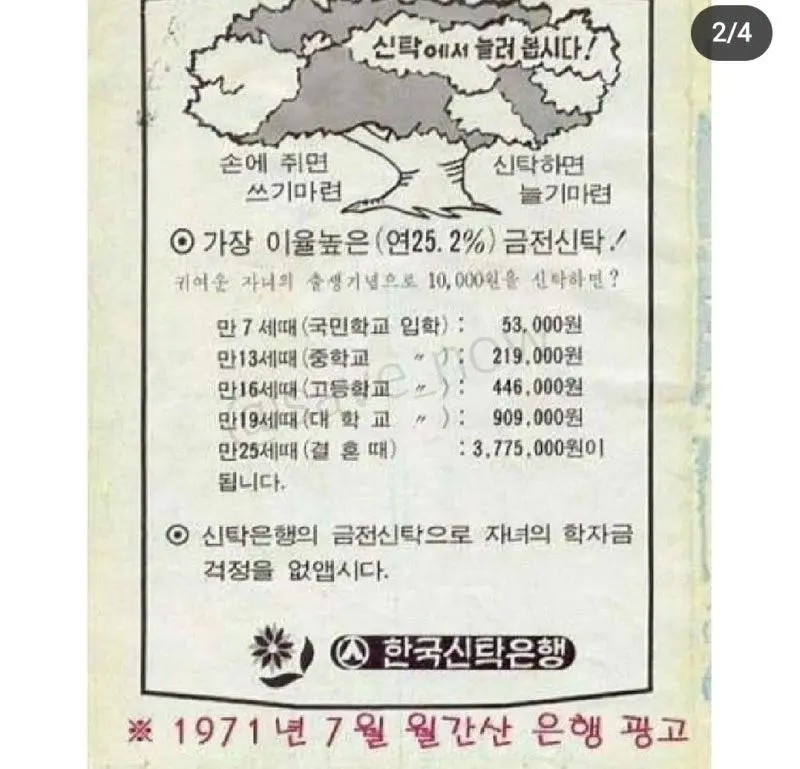 2/4
신탁에서 늘려 봅시다!
손에 쥐면 신탁하면
쓰기마련 늘기마련
⊙ 가장 이율높은(연25.2%) 금전신탁!
귀여운 자녀의 출생기념으로 10,000원을 신탁하면?
만 7세때(국민학교 입학): 53,000원
만13세때(중학교 〃): 219,000원
만16세때(고등학교 〃): 446,000원
만19세때(대 학 교 〃): 909,000원
만25세때(결 혼 때) : 3,775,000원이
됩니다.
⊙ 신탁은행의 금전신탁으로 자녀의 학자금
걱정을 없앱시다.
한국신탁은행
※ 1971년 7월 월간산 은행 광고